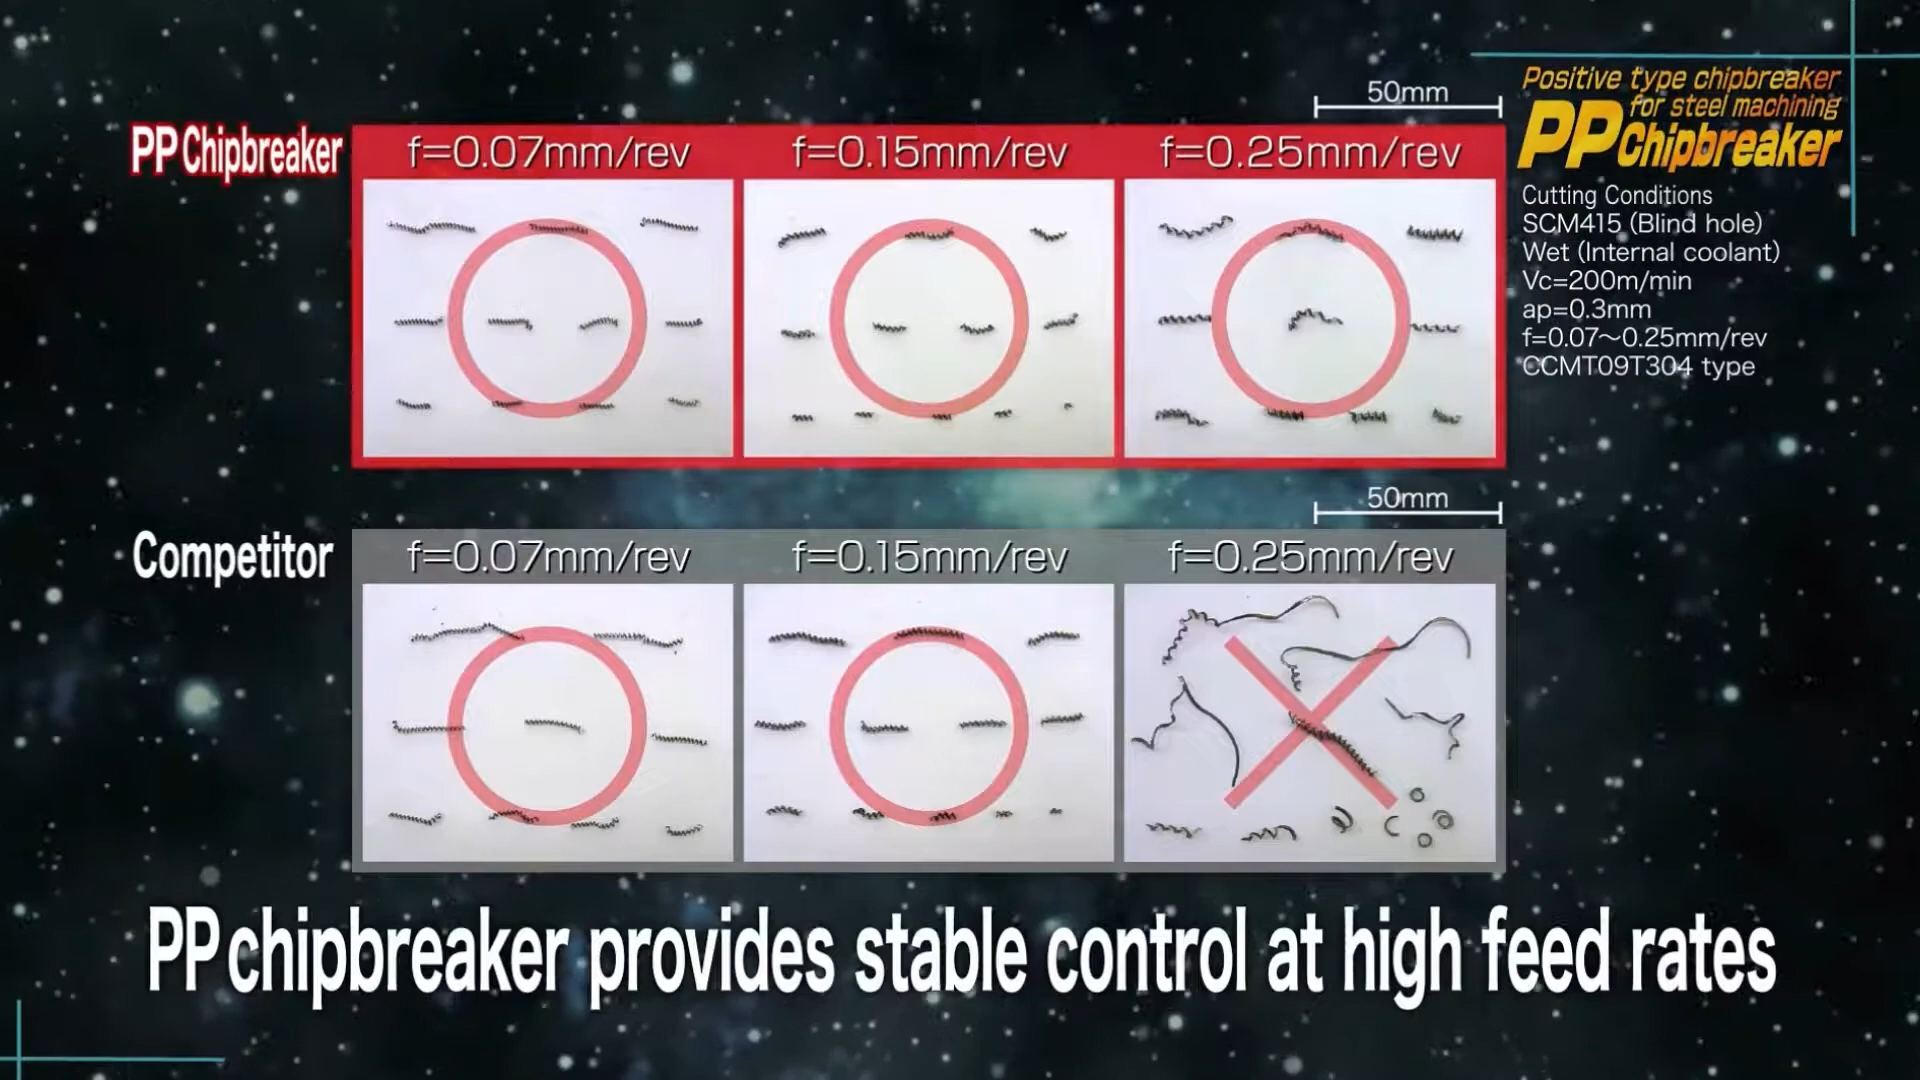 50mm
Positive type chipbreaker
for steel machining
PP Chipbreaker
PP Chipbreaker
f=0.07mm/rev
f=0.15mm/rev
f=0.25mm/rev
Cutting Conditions
SCM415 (Blind hole)
Wet (Internal coolant)
Vc=200m/min
ap=0.3mm
f=0.07～0.25mm/rev
CCMT09T304 type
50mm
Competitor
f=0.07mm/rev
f=0.15mm/rev
f=0.25mm/rev
PP chipbreaker provides stable control at high feed rates